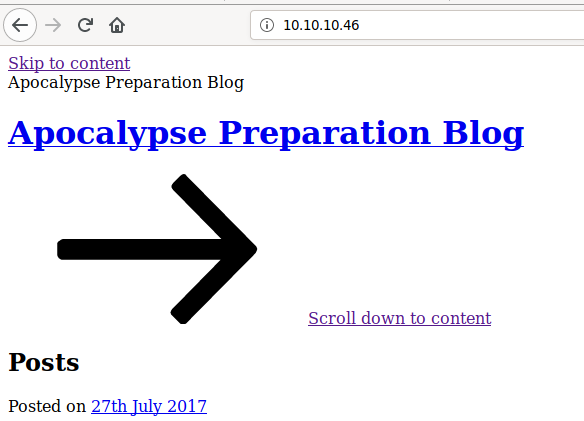 10.10.10.46
Skip to content
Apocalypse Preparation Blog
Apocalypse Preparation Blog
Scroll down to content
Posts
Posted on 27th July 2017